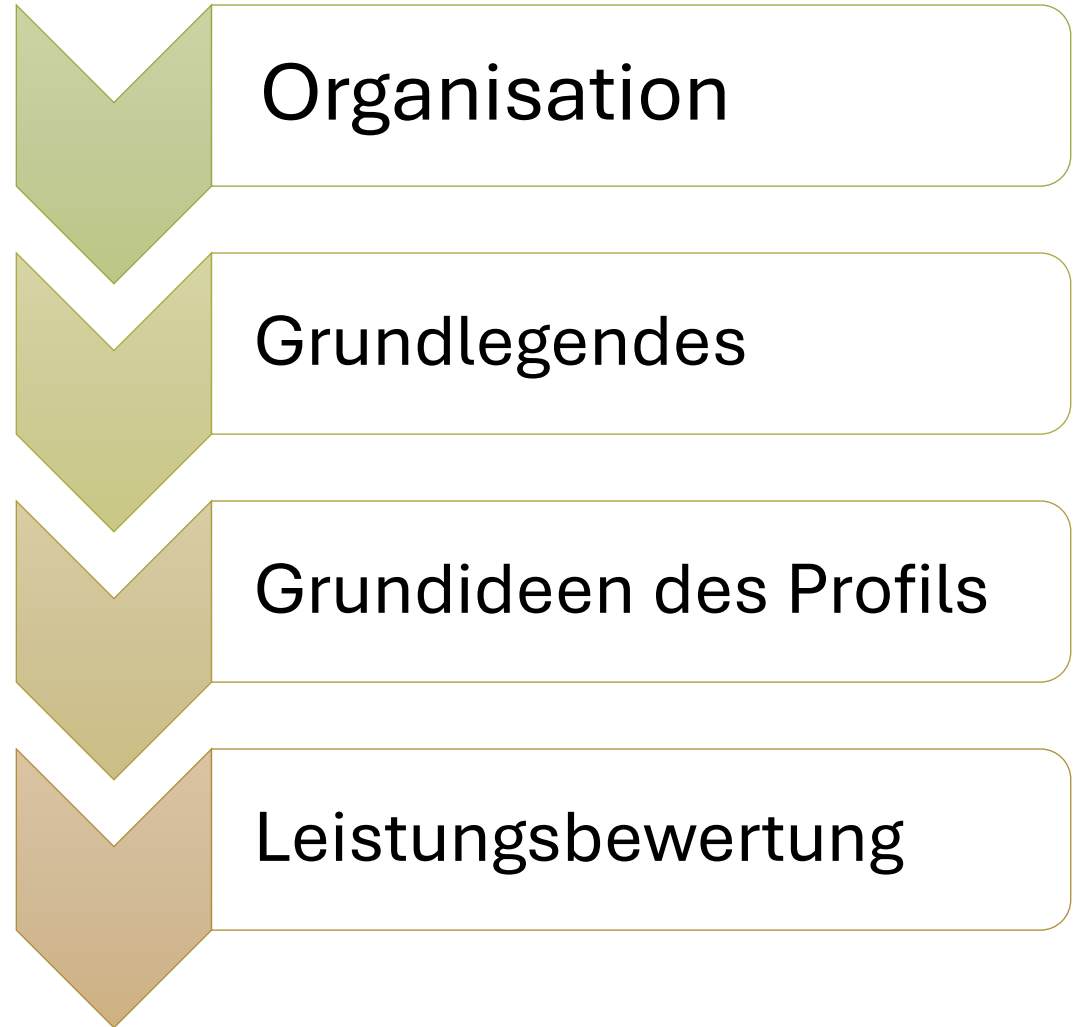 Organisation
Grundlegendes
Grundideen des Profils
Leistungsbewertung